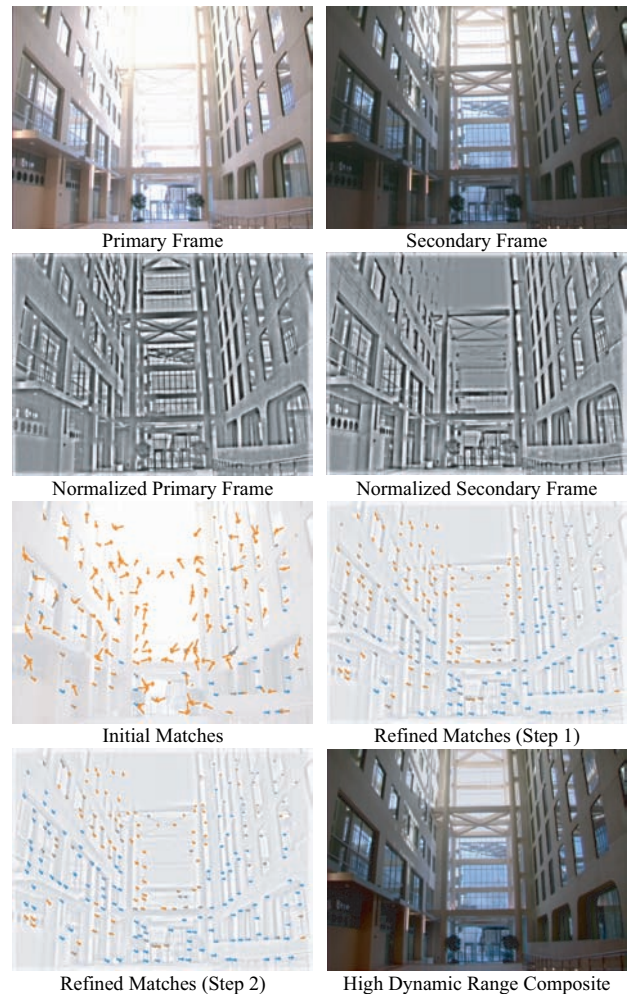 Primary Frame
Secondary Frame
Normalized Primary Frame
Normalized Secondary Frame
Initial Matches
Refined Matches (Step 1)
Refined Matches (Step 2)
High Dynamic Range Composite